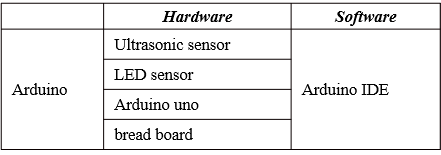 Hardware Software
Ultrasonic sensor
LED sensor
Arduino Arduino IDE
Arduino uno
bread board